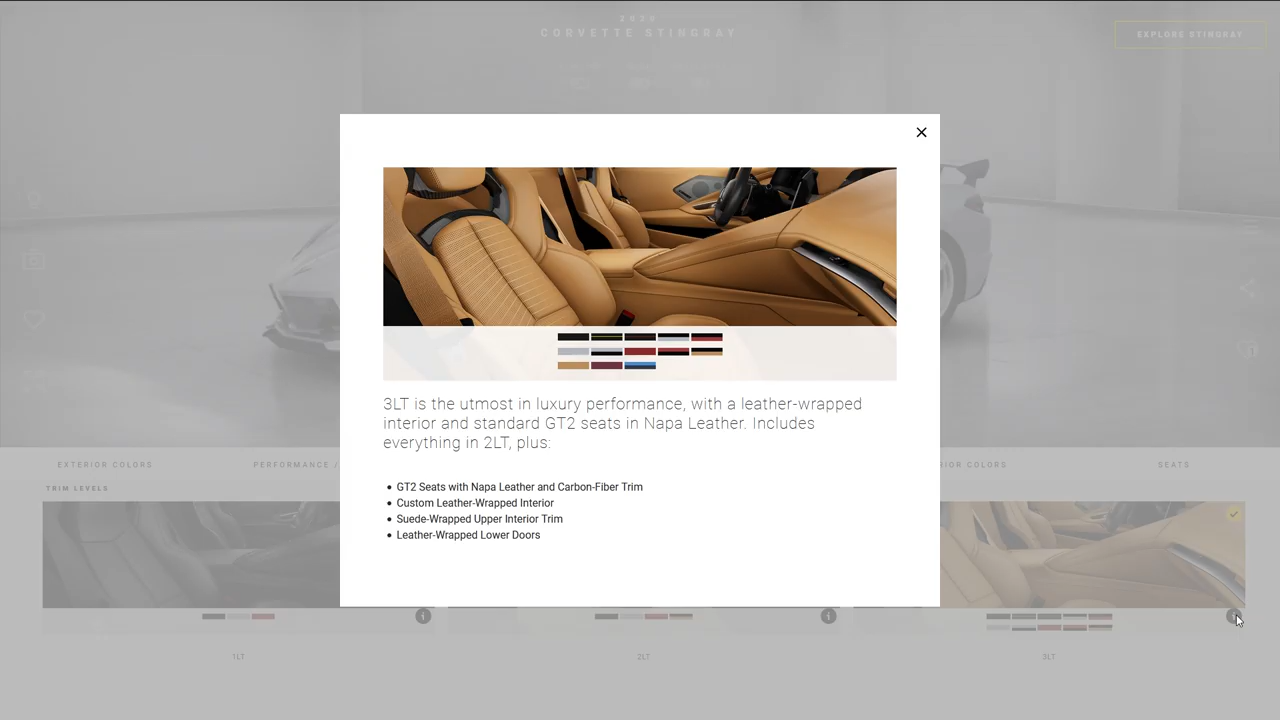 2020
CORVETTE STINGRAY
EXPLORE STINGRAY
3LT is the utmost in luxury performance, with a leather-wrapped
interior and standard GT2 seats in Napa Leather. Includes
everything in 2LT, plus:
GT2 Seats with Napa Leather and Carbon-Fiber Trim
Custom Leather-Wrapped Interior
Suede-Wrapped Upper Interior Trim
Leather-Wrapped Lower Doors
EXTERIOR COLORS
PERFORMANCE /
RIOR COLORS
SEATS
TRIM LEVELS
1LT
2LT
3LT